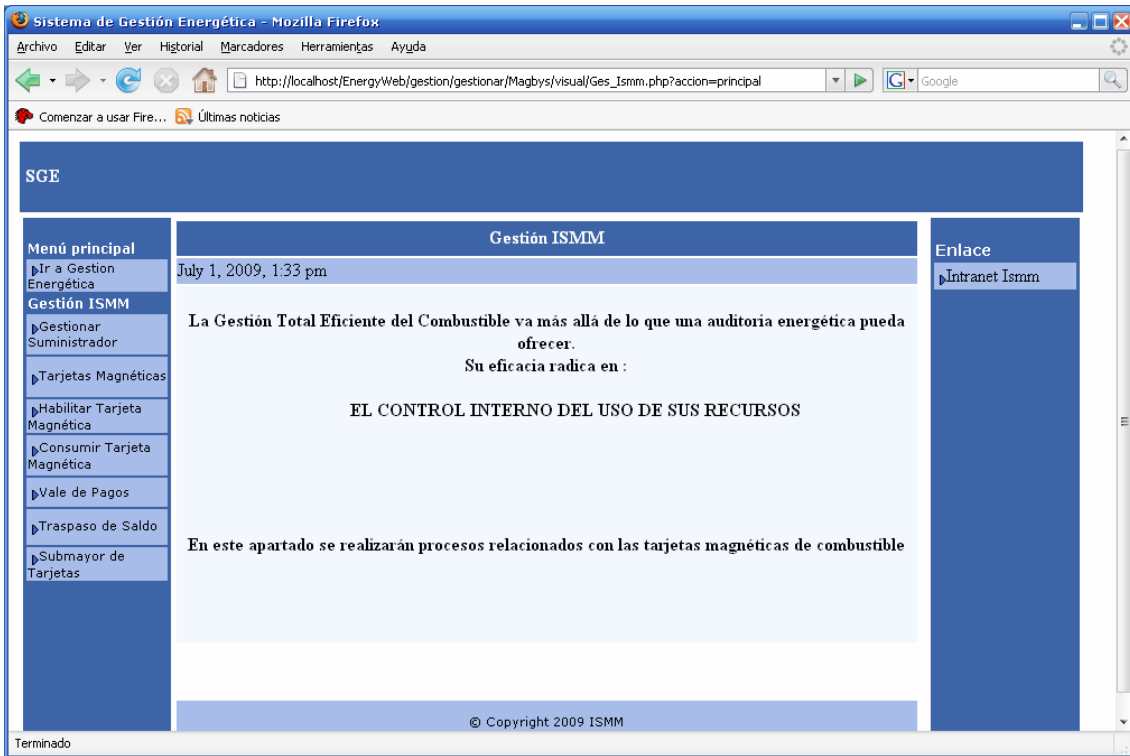 Sistema de Gestión Energética - Mozilla Firefox
Archivo Editar Ver Historial Marcadores Herramientas Ayuda
http://localhost/EnergyWeb/gestion/gestionar/Magbys/visual/Ges_Ismm.php?accion=principal
G Google
Comenzar a usar Fire... Últimas noticias
SGE
Menú principal
Ir a Gestion
Energética
Gestión ISMM
Gestionar
Suministrador
Tarjetas Magnéticas
Habilitar Tarjeta
Magnética
Consumir Tarjeta
Magnética
Vale de Pagos
Traspaso de Saldo
Submayor de
Tarjetas
Gestión ISMM
July 1, 2009, 1:33 pm
La Gestión Total Eficiente del Combustible va más allá de lo que una auditoria energética pueda
ofrecer.
Su eficacia radica en :
EL CONTROL INTERNO DEL USO DE SUS RECURSOS
En este apartado se realizarán procesos relacionados con las tarjetas magnéticas de combustible
Enlace
Intranet Ismm
© Copyright 2009 ISMM
Terminado